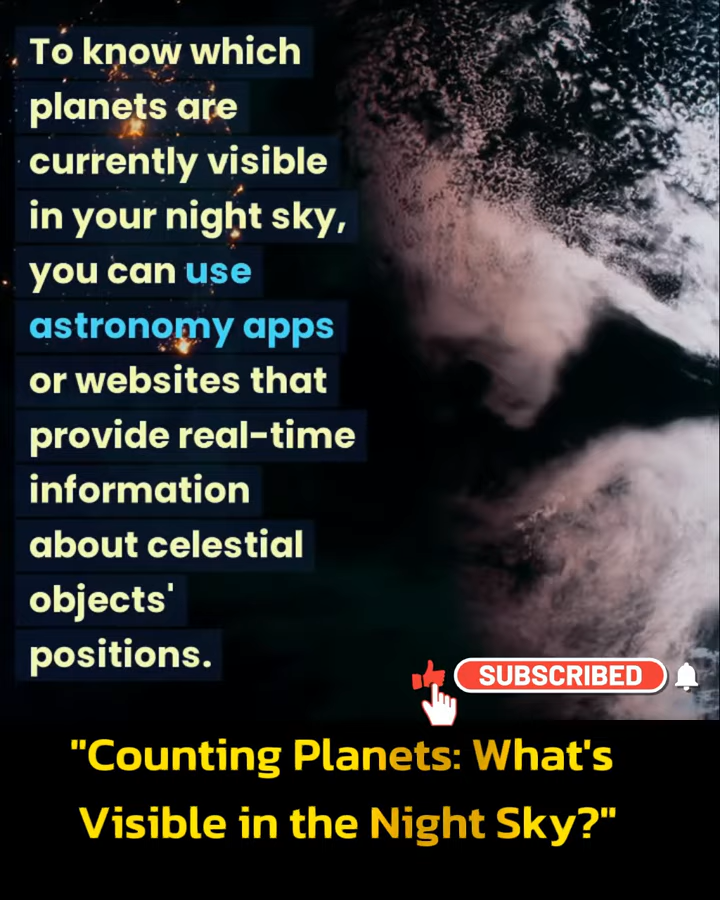 To know which
planets are
currently visible
in your night sky,
you can use
astronomy apps
or websites that
provide real-time
information
about celestial
objects'
positions.
SUBSCRIBED
"Counting Planets: What's
Visible in the Night Sky?"